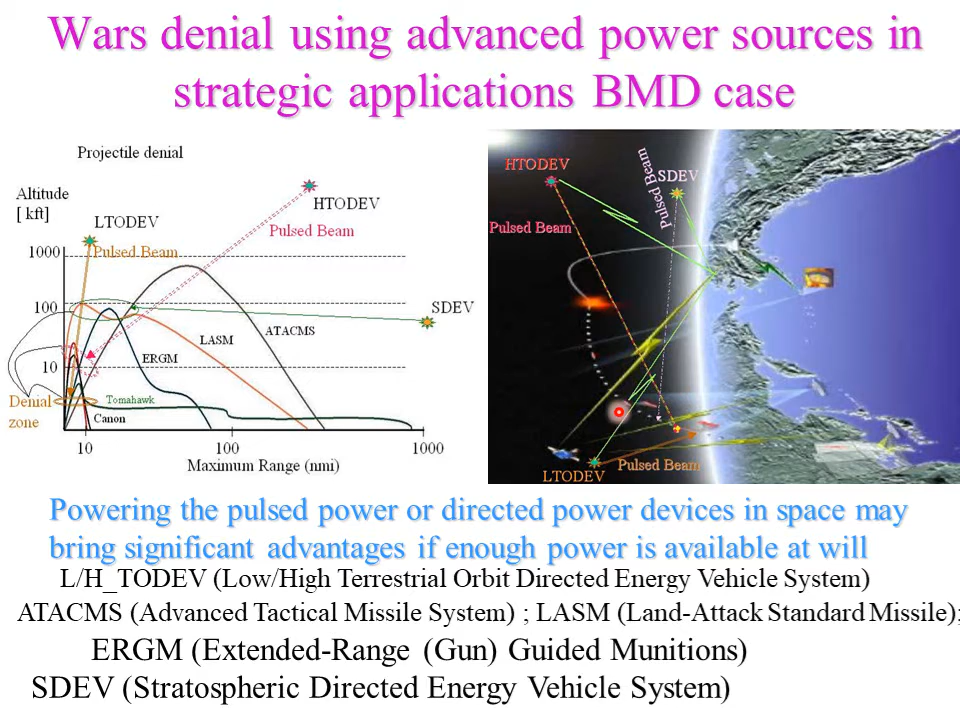 Wars denial using advanced power sources in
strategic applications BMD case
Projectile denial
Altitude
[ kft]
LTODEV
HTODEV
Pulsed Beam
Pulsed Beam
1000
100
10
SDEV
ATACMS
LASM
ERGM
Tomahawk
Canon
Denial
zone
10
100
1000
Maximum Range (nmi)
HTODEV
SDEV
Pulsed Beam
Pulsed Beam
Pulsed Beam
LTODEV
Powering the pulsed power or directed power devices in space may
bring significant advantages if enough power is available at will
L/H_TODEV (Low/High Terrestrial Orbit Directed Energy Vehicle System)
ATACMS (Advanced Tactical Missile System) ; LASM (Land-Attack Standard Missile);
ERGM (Extended-Range (Gun) Guided Munitions)
SDEV (Stratospheric Directed Energy Vehicle System)